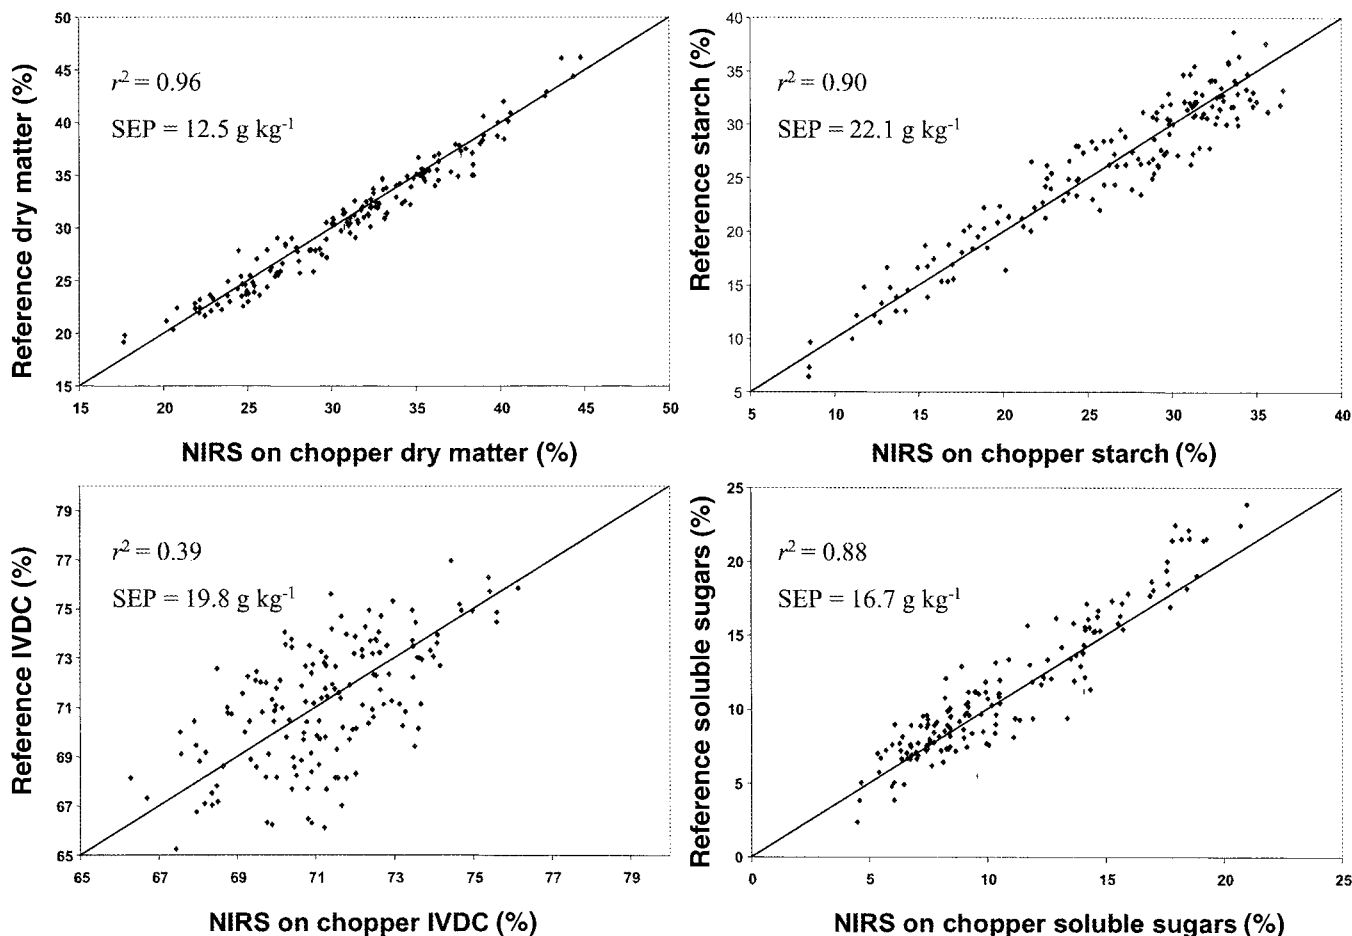 Reference dry matter (%)
50
45
40
35
30
25
20
15
r² = 0.96
SEP = 12.5 g kg⁻¹
15 20 25 30 35 40 45 50
NIRS on chopper dry matter (%)
Reference starch (%)
40
35
30
25
20
15
10
5
r² = 0.90
SEP = 22.1 g kg⁻¹
5 10 15 20 25 30 35 40
NIRS on chopper starch (%)
Reference IVDC (%)
79
77
75
73
71
69
67
65
r² = 0.39
SEP = 19.8 g kg⁻¹
65 67 69 71 73 75 77 79
NIRS on chopper IVDC (%)
Reference soluble sugars (%)
25
20
15
10
5
0
r² = 0.88
SEP = 16.7 g kg⁻¹
0 5 10 15 20 25
NIRS on chopper soluble sugars (%)